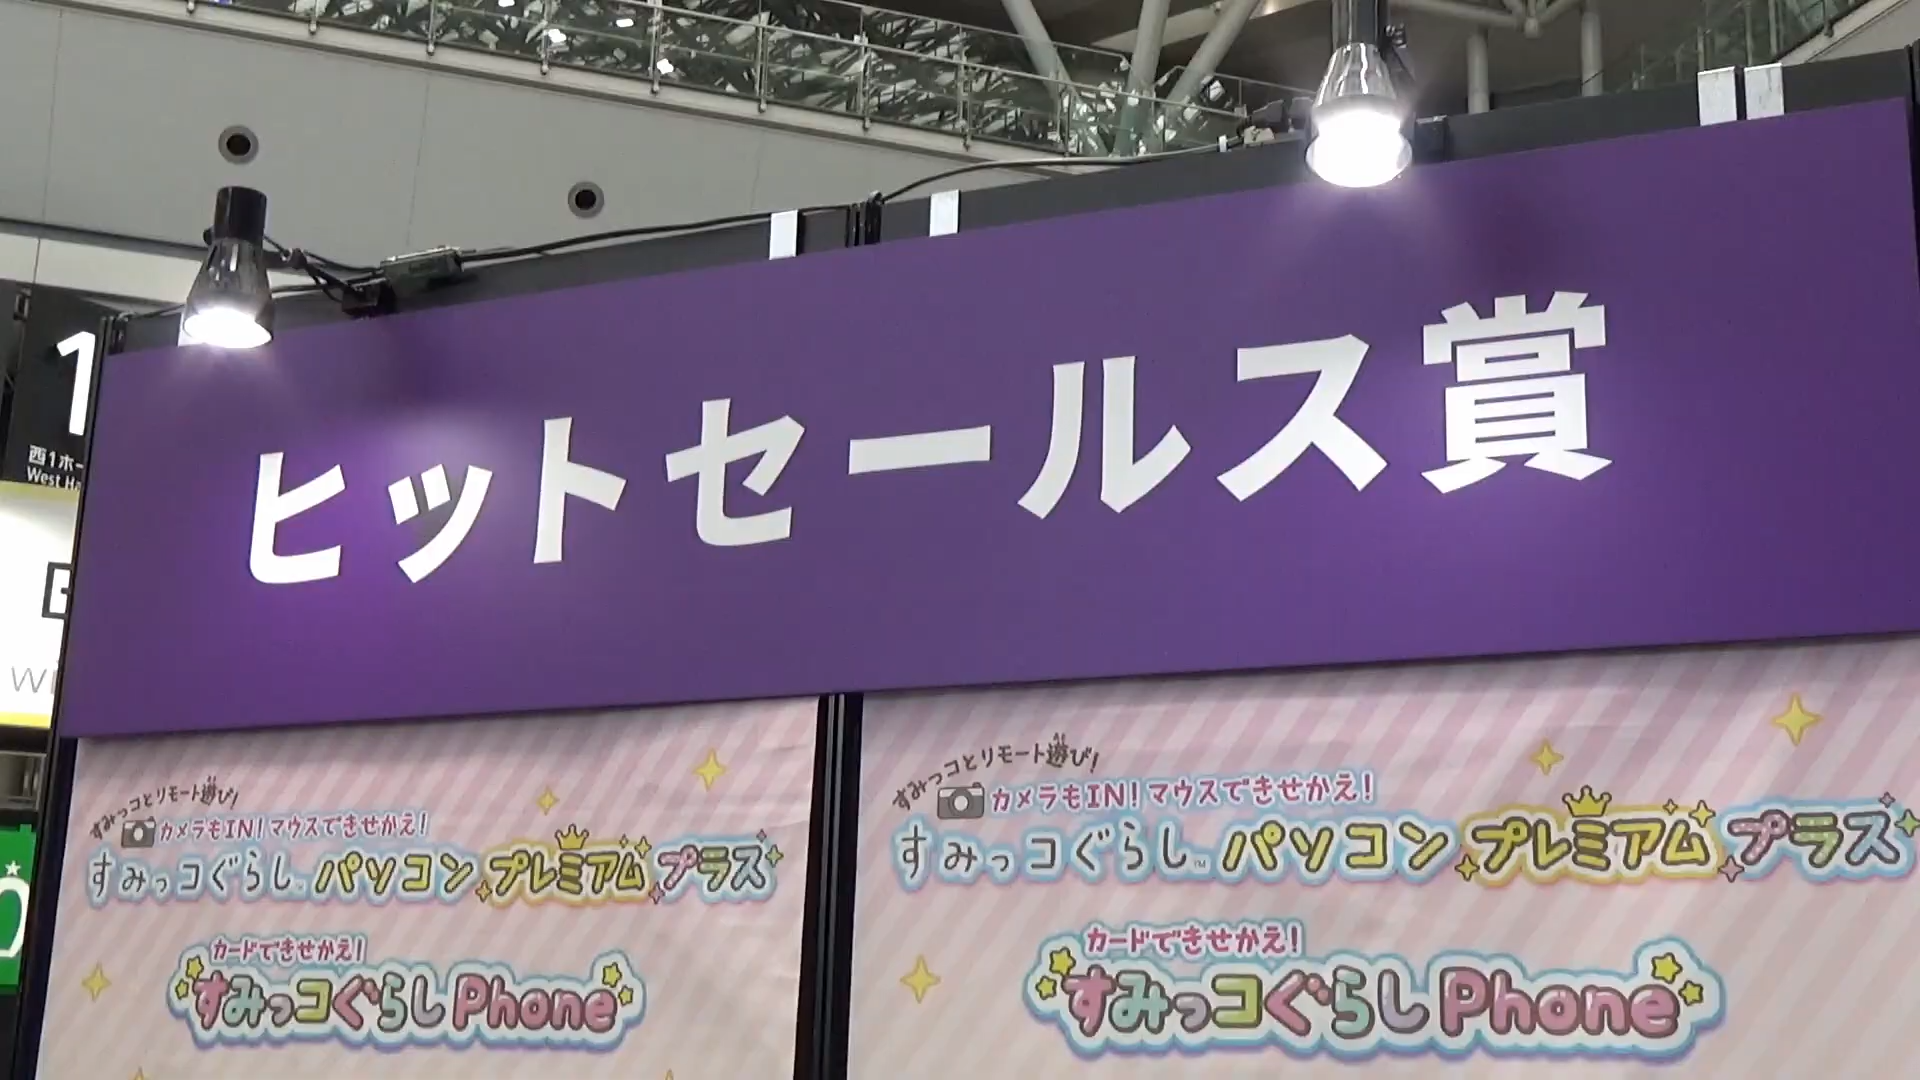 ヒットセールス賞
1
西1ホー
West Ha
すみっコとリモート遊び!
カメラもIN!マウスできせかえ!
すみっコぐらし™パソコンプレミアムプラス
カードできせかえ!
すみっコぐらしPhone
すみっコとリモート遊び!
カメラもIN!マウスできせかえ!
すみっコぐらし™パソコンプレミアムプラス
カードできせかえ!
すみっコぐらしPhone